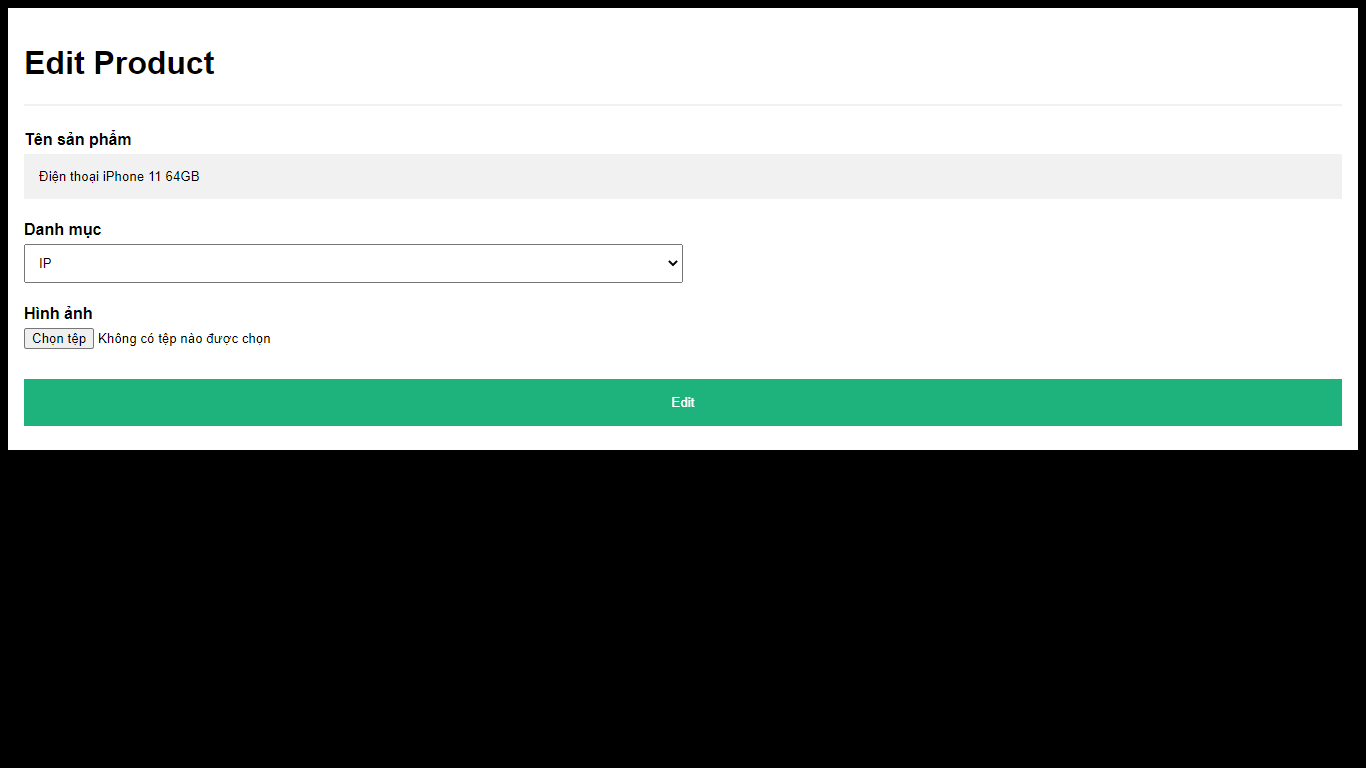 Edit Product
Tên sản phẩm
Điện thoại iPhone 11 64GB
Danh mục
IP
Hình ảnh
Chọn tệp Không có tệp nào được chọn
Edit